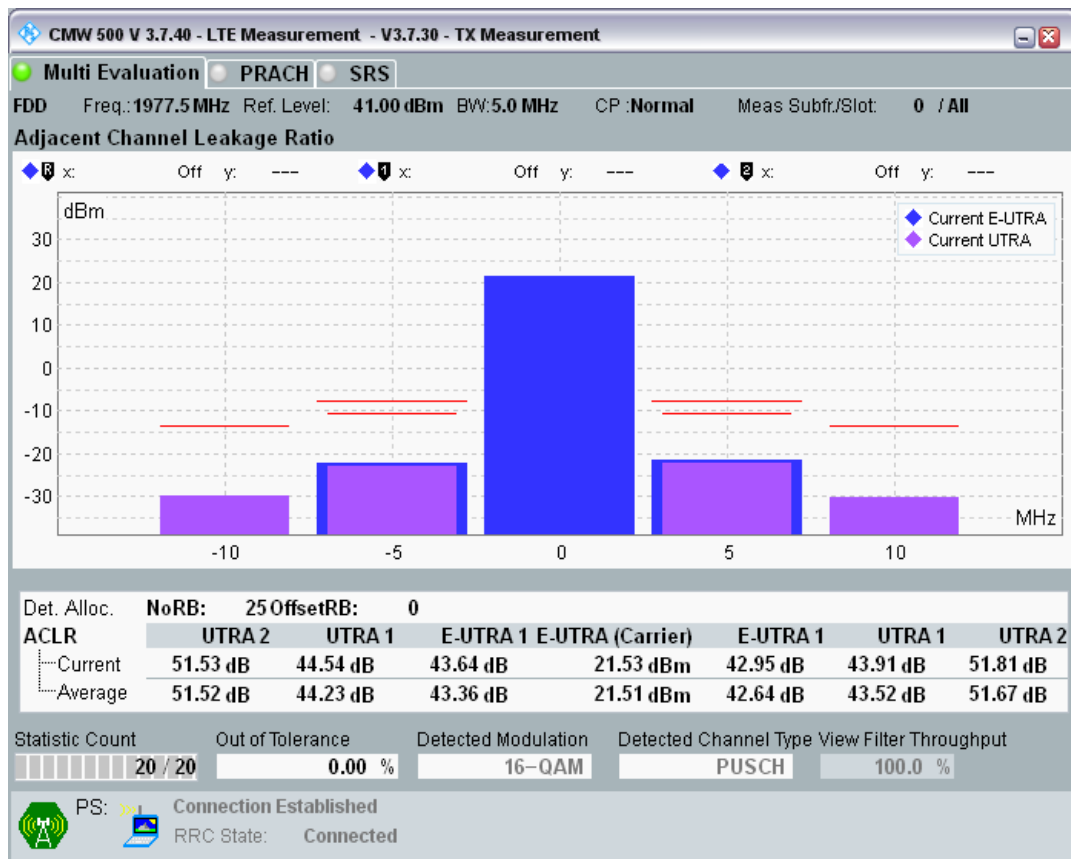 CMW 500 V 3.7.40 - LTE Measurement - V3.7.30 - TX Measurement
Multi Evaluation PRACH SRS
FDD Freq.: 1977.5 MHz Ref. Level: 41.00 dBm BW: 5.0 MHz CP : Normal Meas Subfr./Slot: 0 / All
Adjacent Channel Leakage Ratio
R x: Off y: --- 1 x: Off y: --- 2 x: Off y: ---
dBm
Current E-UTRA
Current UTRA
30
20
10
0
-10
-20
-30
MHz
-10 -5 0 5 10
Det. Alloc. NoRB: 25 OffsetRB: 0
ACLR UTRA 2 UTRA 1 E-UTRA 1 E-UTRA (Carrier) E-UTRA 1 UTRA 1 UTRA 2
Current 51.53 dB 44.54 dB 43.64 dB 21.53 dBm 42.95 dB 43.91 dB 51.81 dB
Average 51.52 dB 44.23 dB 43.36 dB 21.51 dBm 42.64 dB 43.52 dB 51.67 dB
Statistic Count Out of Tolerance Detected Modulation Detected Channel Type View Filter Throughput
20 / 20 0.00 % 16-QAM PUSCH 100.0 %
PS: Connection Established
RRC State: Connected